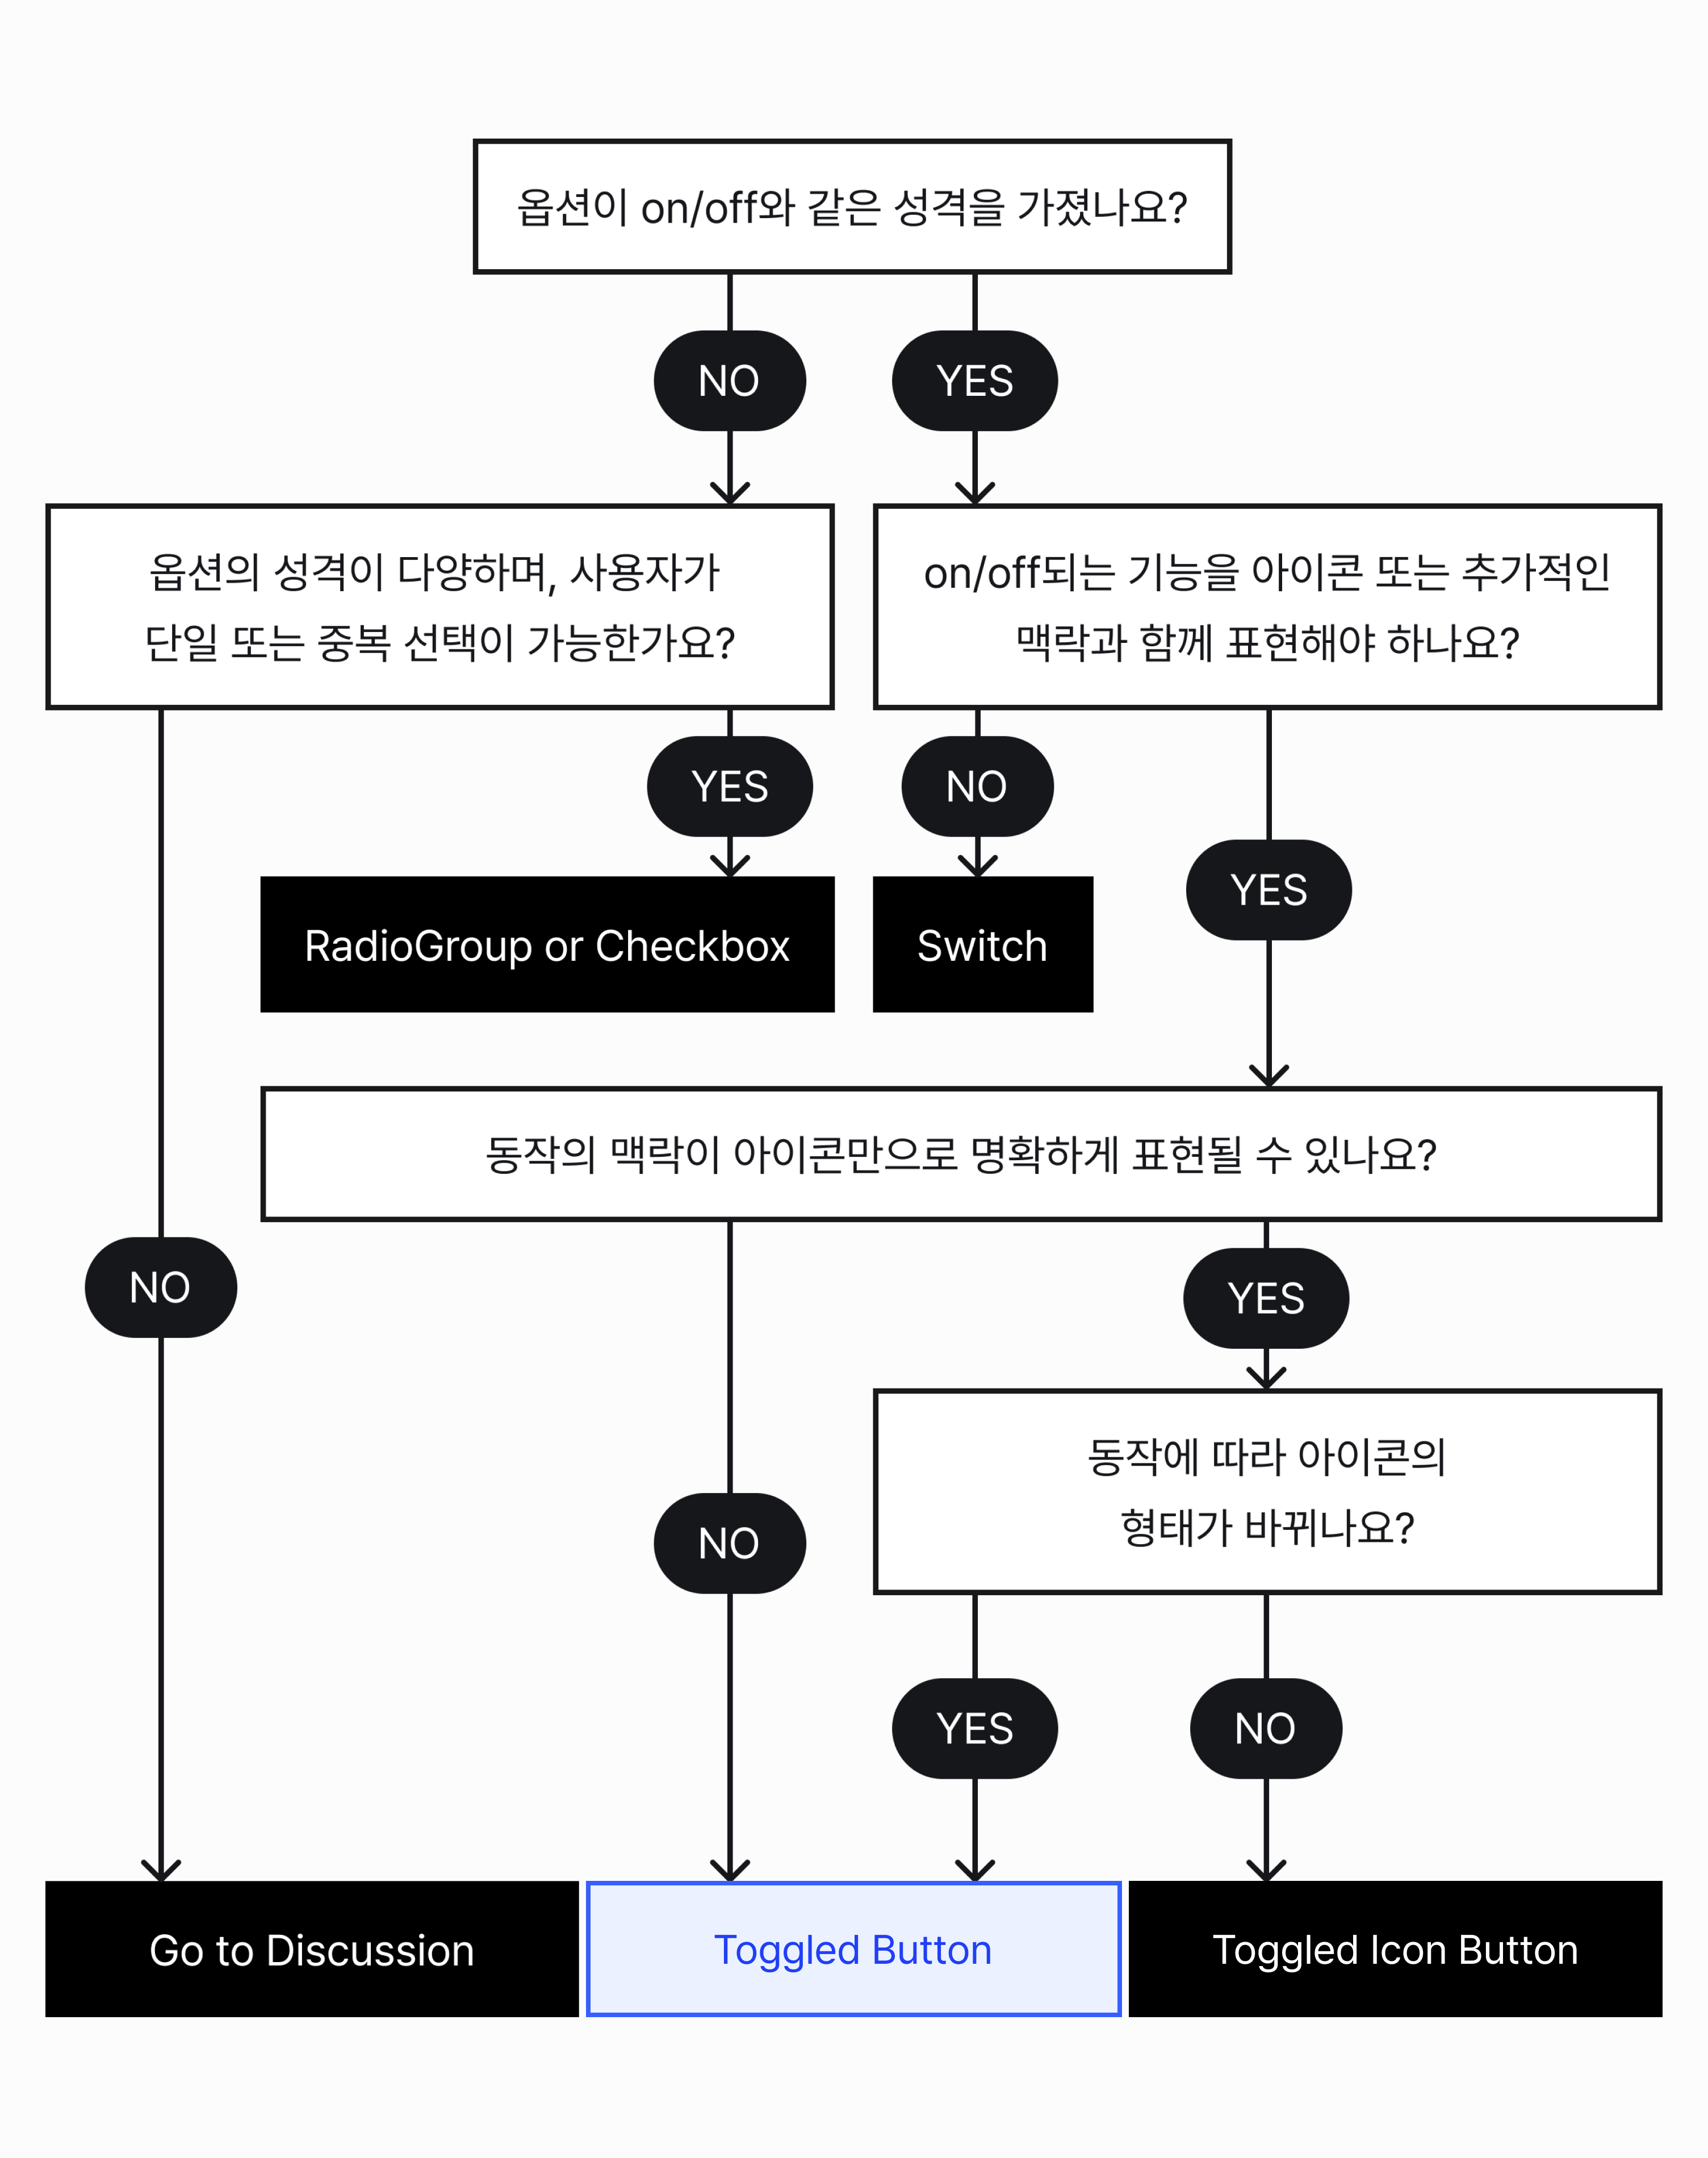 옵션이 on/off와 같은 성격을 가졌나요?
NO
YES
옵션의 성격이 다양하며, 사용자가
단일 또는 중복 선택이 가능한가요?
on/off되는 기능을 아이콘 또는 추가적인
맥락과 함께 표현해야 하나요?
YES
NO
YES
RadioGroup or Checkbox
Switch
동작의 맥락이 아이콘만으로 명확하게 표현될 수 있나요?
NO
YES
동작에 따라 아이콘의
형태가 바뀌나요?
NO
YES
NO
Go to Discussion
Toggled Button
Toggled Icon Button